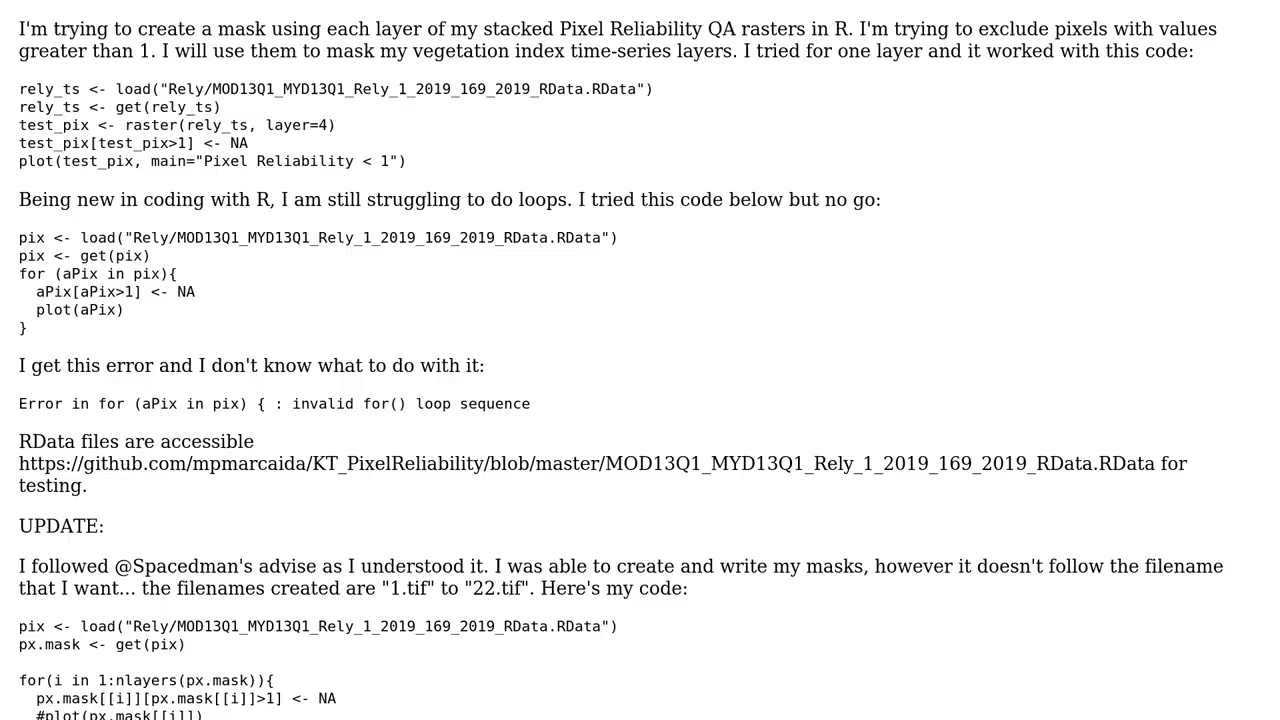 I'm trying to create a mask using each layer of my stacked Pixel Reliability QA rasters in R. I'm trying to exclude pixels with values
greater than 1. I will use them to mask my vegetation index time-series layers. I tried for one layer and it worked with this code:
rely_ts <- load("Rely/MOD13Q1_MYD13Q1_Rely_1_2019_169_2019_RData.RData")
rely_ts <- get(rely_ts)
test_pix <- raster(rely_ts, layer=4)
test_pix[test_pix>1] <- NA
plot(test_pix, main="Pixel Reliability < 1")
Being new in coding with R, I am still struggling to do loops. I tried this code below but no go:
pix <- load("Rely/MOD13Q1_MYD13Q1_Rely_1_2019_169_2019_RData.RData")
pix <- get(pix)
for (aPix in pix){
  aPix[aPix>1] <- NA
  plot(aPix)
}
I get this error and I don't know what to do with it:
Error in for (aPix in pix) { : invalid for() loop sequence
RData files are accessible
https://github.com/mpmarcaida/KT_PixelReliability/blob/master/MOD13Q1_MYD13Q1_Rely_1_2019_169_2019_RData.RData for
testing.
UPDATE:
I followed @Spacedman's advise as I understood it. I was able to create and write my masks, however it doesn't follow the filename
that I want... the filenames created are "1.tif" to "22.tif". Here's my code:
pix <- load("Rely/MOD13Q1_MYD13Q1_Rely_1_2019_169_2019_RData.RData")
px.mask <- get(pix)
for(i in 1:nlayers(px.mask)){
  px.mask[[i]][px.mask[[i]]>1] <- NA
  #plot(px.mask[[i]])